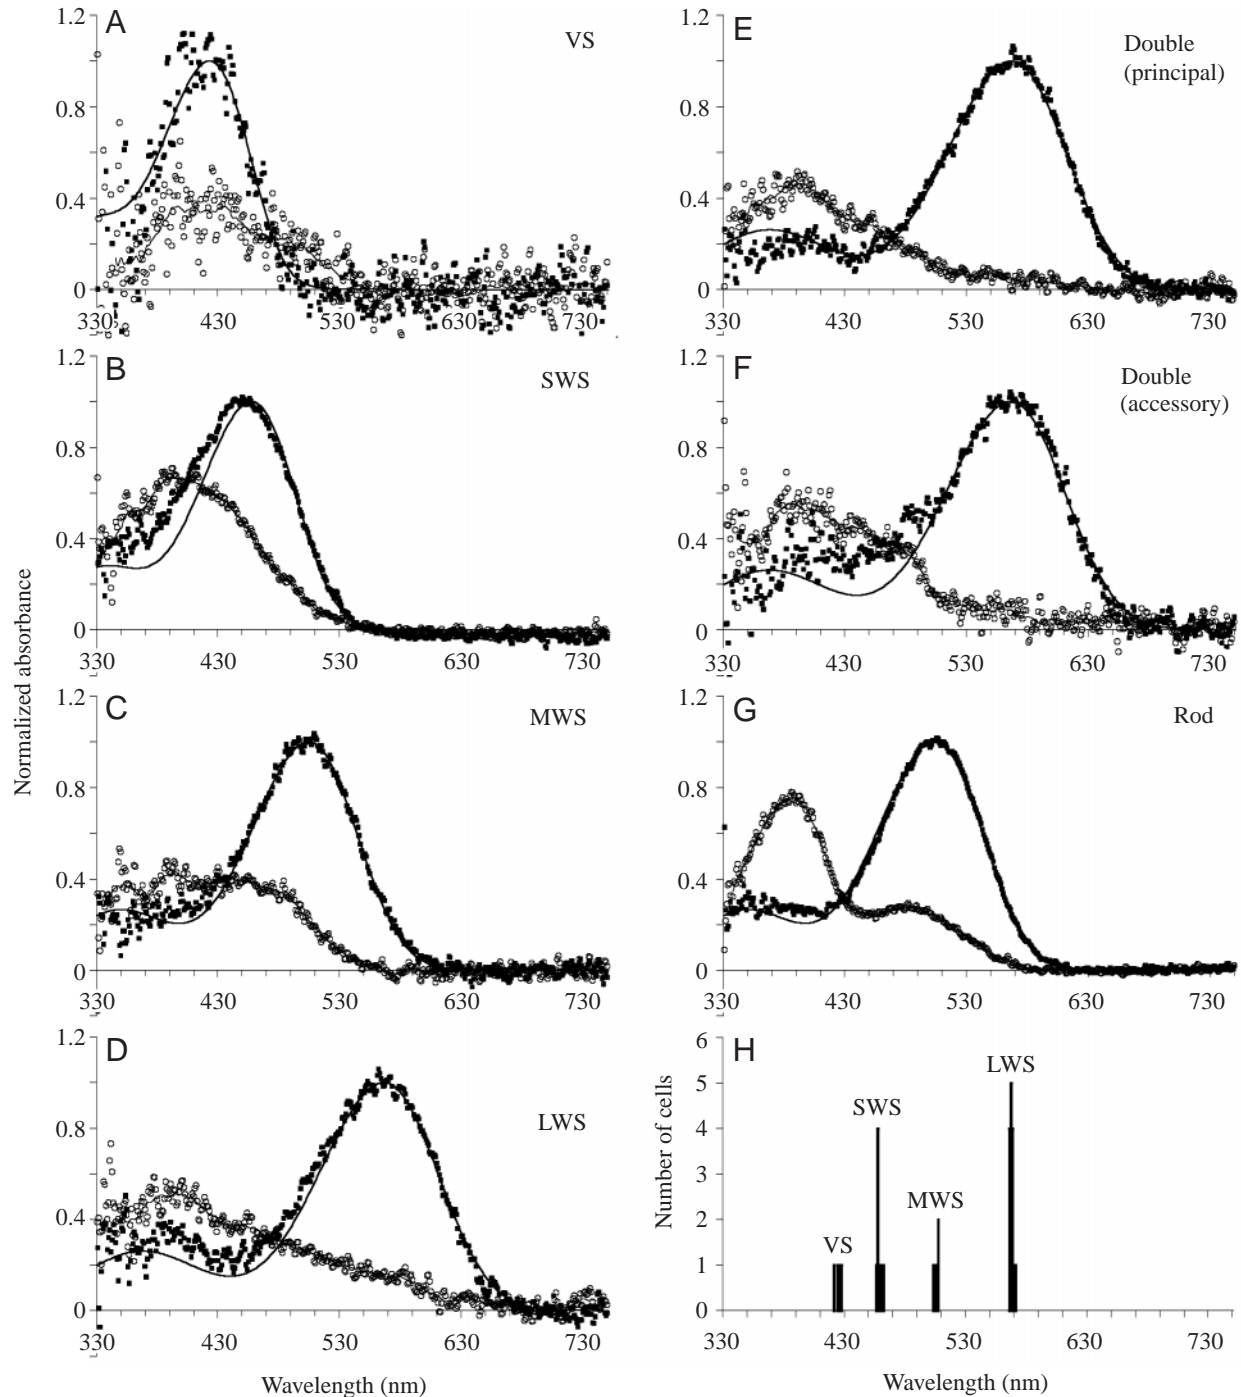 A
VS
1.2
0.8
0.4
0
330 430 530 630 730
B
SWS
1.2
0.8
0.4
0
330 430 530 630 730
C
MWS
1.2
0.8
0.4
0
330 430 530 630 730
D
LWS
1.2
0.8
0.4
0
330 430 530 630 730
Normalized absorbance
Wavelength (nm)
E
Double
(principal)
1.2
0.8
0.4
0
330 430 530 630 730
F
Double
(accessory)
1.2
0.8
0.4
0
330 430 530 630 730
G
Rod
1.2
0.8
0.4
0
330 430 530 630 730
H
LWS
SWS
MWS
VS
6
5
4
3
2
1
0
330 430 530 630 730
Number of cells
Wavelength (nm)